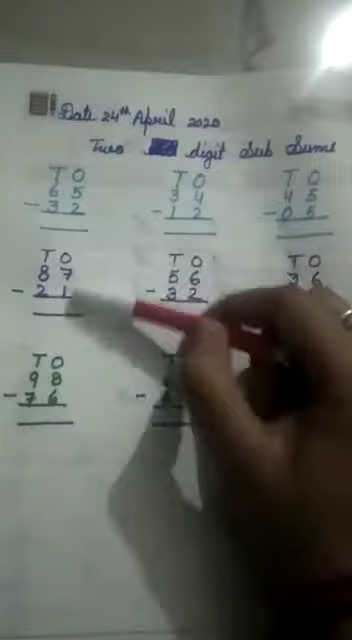 Date 24th April 2020
Two digit Sub Sums
T O T O T O
6 5 3 4 4 5
- 3 2 - 1 2 - 0 5
T O T O T O
8 7 5 6 3 6
- 2 1 - 3 2
T O T
9 8
- 7 6 -